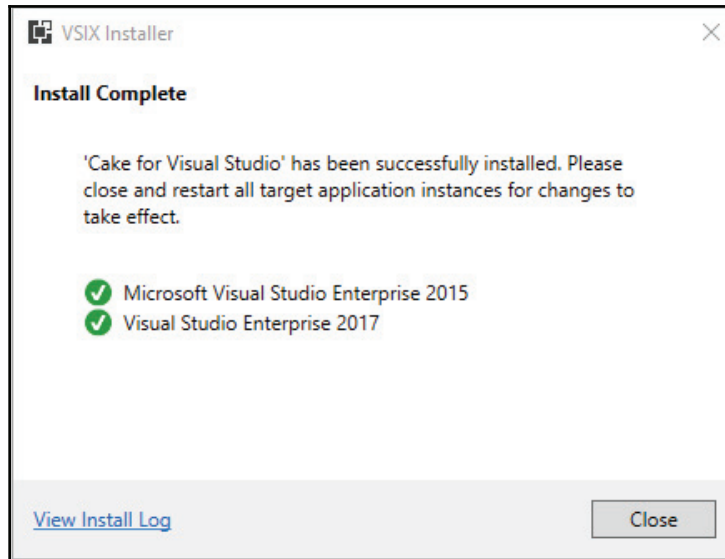 VSIX Installer
Install Complete
'Cake for Visual Studio' has been successfully installed. Please
close and restart all target application instances for changes to
take effect.
Microsoft Visual Studio Enterprise 2015
Visual Studio Enterprise 2017
View Install Log
Close